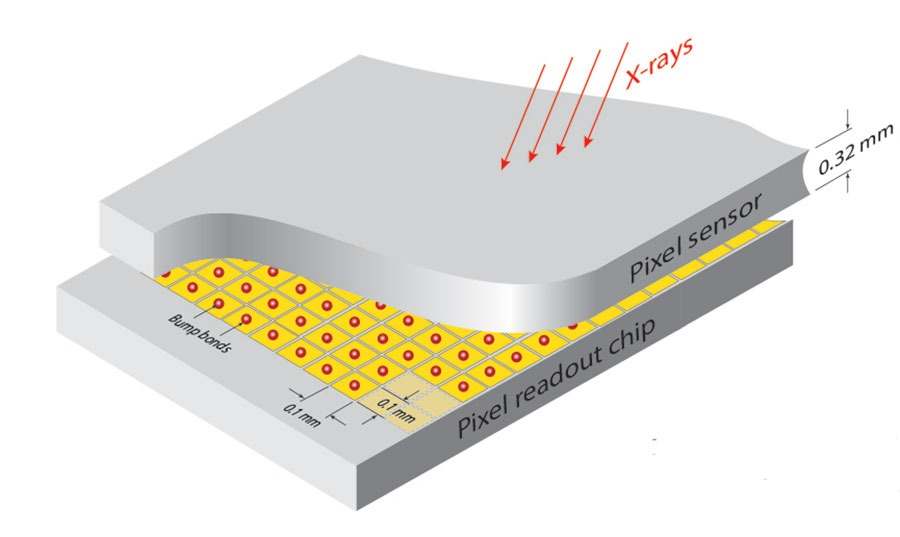 X-rays
0.32 mm
Pixel sensor
Bump bonds
Pixel readout chip
0.1 mm
0.1 mm